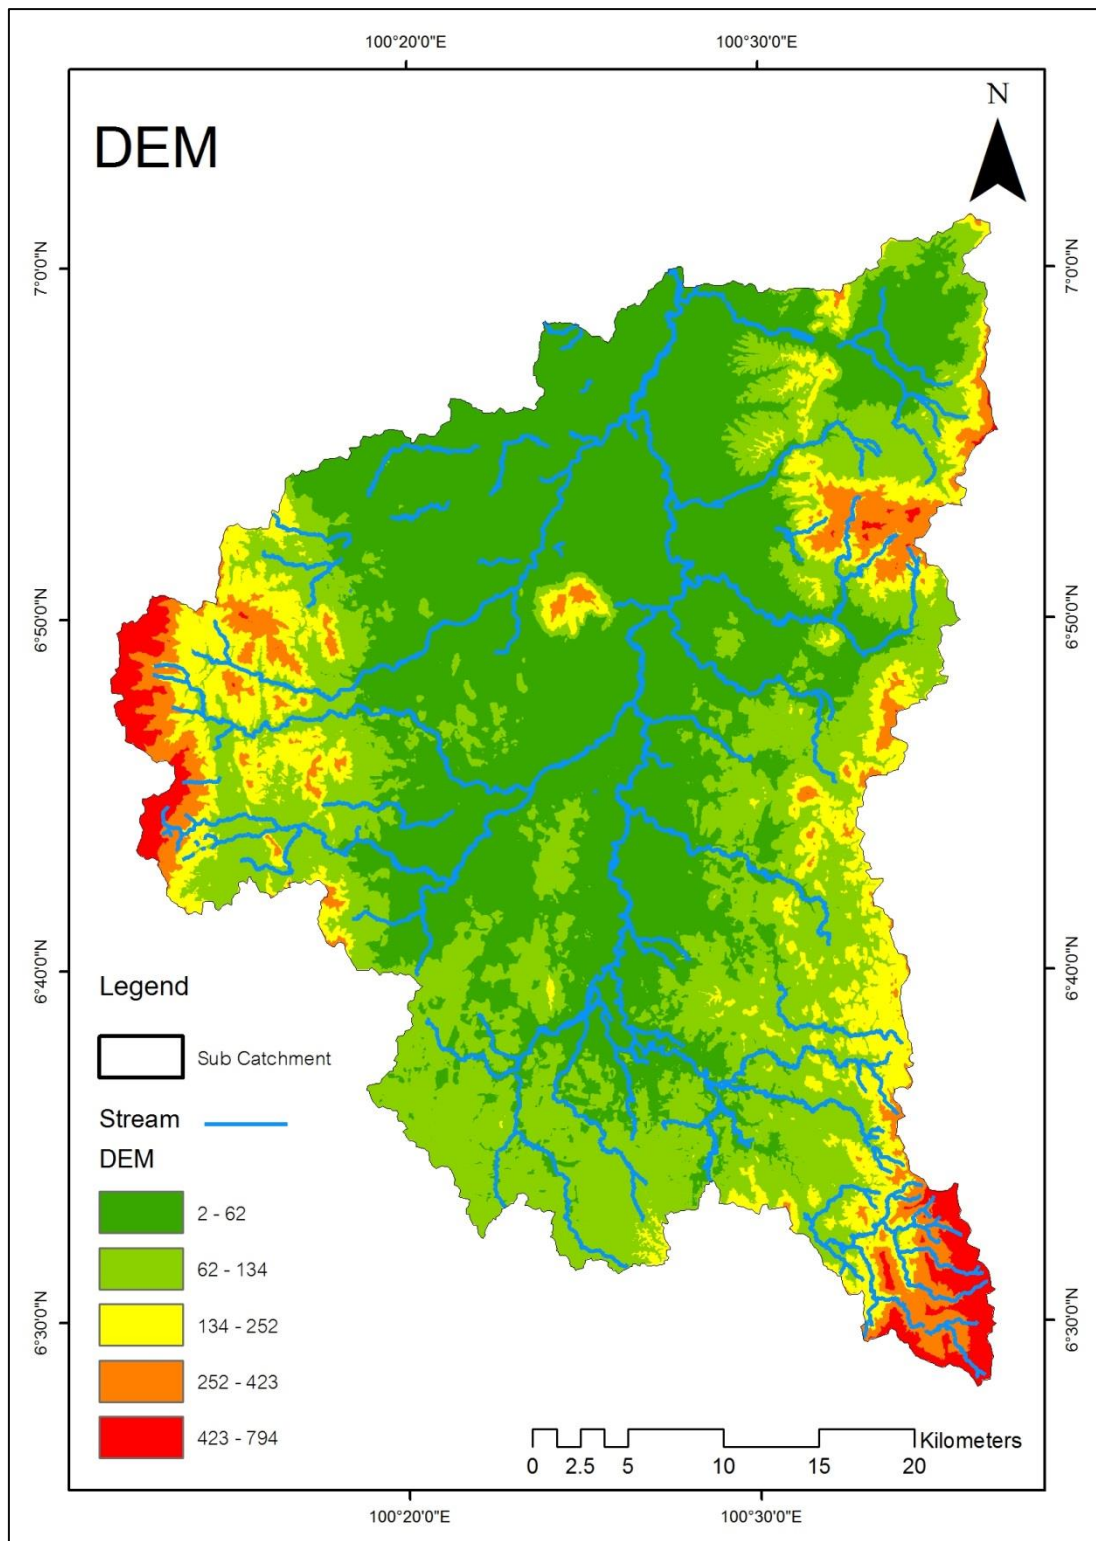 100°20'0"E
100°30'0"E
N
DEM
7°0'0"N
7°0'0"N
6°50'0"N
6°50'0"N
6°40'0"N
6°40'0"N
Legend
Sub Catchment
Stream
DEM
2 - 62
62 - 134
134 - 252
252 - 423
423 - 794
6°30'0"N
6°30'0"N
Kilometers
0 2.5 5 10 15 20
100°20'0"E
100°30'0"E